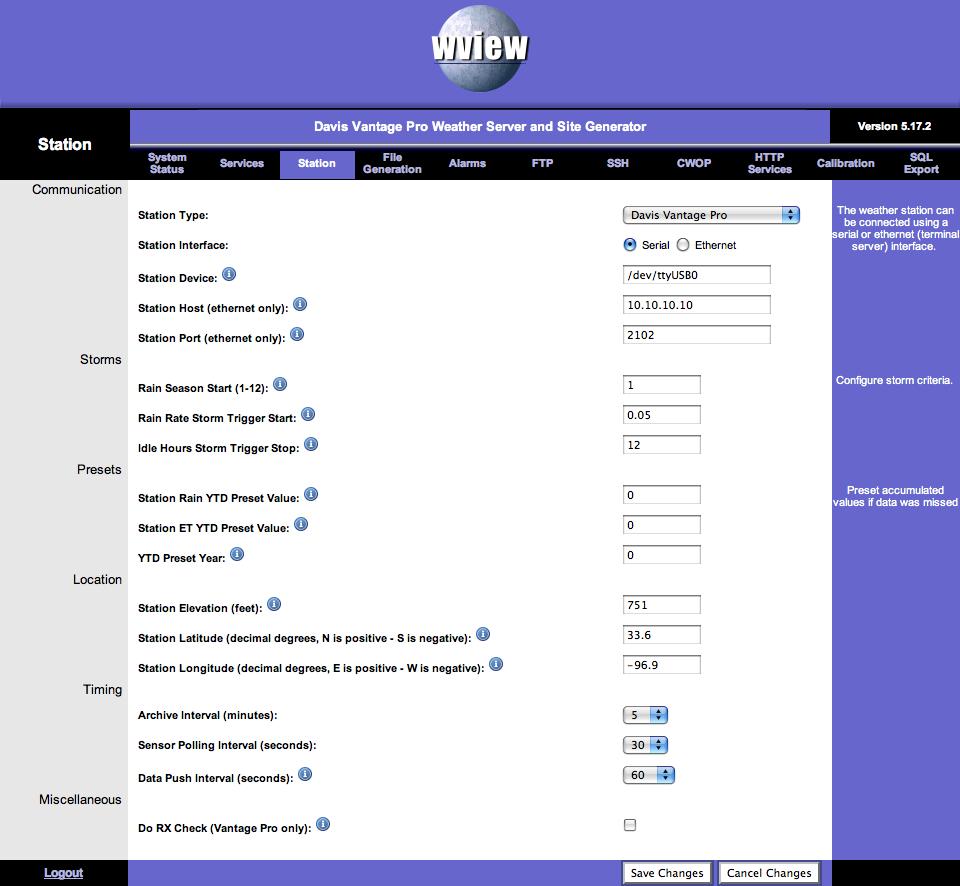 wview
Davis Vantage Pro Weather Server and Site Generator
Version 5.17.2
Station
System Status
Services
Station
File Generation
Alarms
FTP
SSH
CWOP
HTTP Services
Calibration
SQL Export
Communication
Station Type:
Davis Vantage Pro
The weather station can
be connected using a
serial or ethernet (terminal
server) interface.
Station Interface:
Serial
Ethernet
Station Device:
/dev/ttyUSB0
Station Host (ethernet only):
10.10.10.10
Station Port (ethernet only):
2102
Storms
Rain Season Start (1-12):
1
Configure storm criteria.
Rain Rate Storm Trigger Start:
0.05
Idle Hours Storm Trigger Stop:
12
Presets
Station Rain YTD Preset Value:
0
Preset accumulated
values if data was missed
Station ET YTD Preset Value:
0
YTD Preset Year:
0
Location
Station Elevation (feet):
751
Station Latitude (decimal degrees, N is positive - S is negative):
33.6
Station Longitude (decimal degrees, E is positive - W is negative):
-96.9
Timing
Archive Interval (minutes):
5
Sensor Polling Interval (seconds):
30
Data Push Interval (seconds):
60
Miscellaneous
Do RX Check (Vantage Pro only):
Logout
Save Changes
Cancel Changes